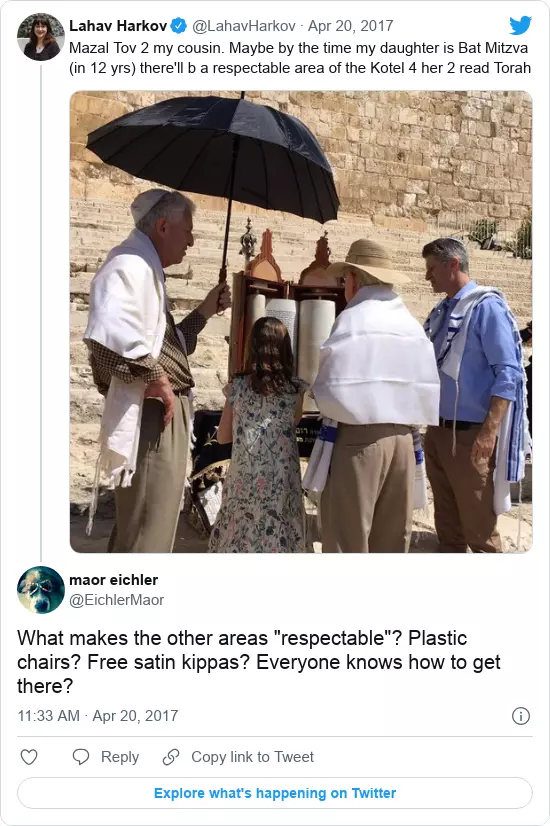 Lahav Harkov @LahavHarkov · Apr 20, 2017
Mazal Tov 2 my cousin. Maybe by the time my daughter is Bat Mitzva
(in 12 yrs) there'll b a respectable area of the Kotel 4 her 2 read Torah
maor eichler
@EichlerMaor
What makes the other areas "respectable"? Plastic
chairs? Free satin kippas? Everyone knows how to get
there?
11:33 AM · Apr 20, 2017
Reply Copy link to Tweet
Explore what's happening on Twitter